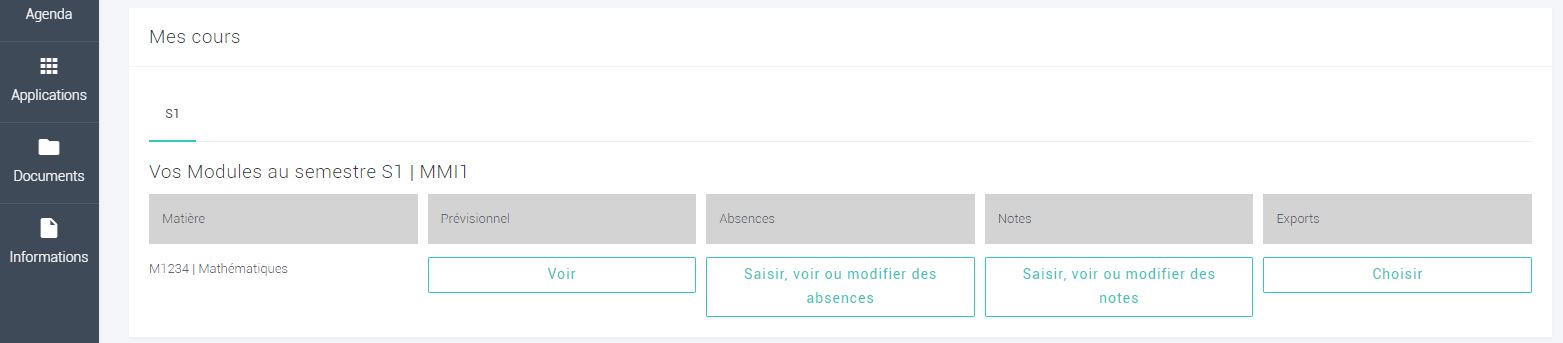 Agenda
Applications
Documents
Informations
Mes cours
S1
Vos Modules au semestre S1 | MMI1
Matière Prévisionnel Absences Notes Exports
M1234 | Mathématiques Voir Saisir, voir ou modifier des absences Saisir, voir ou modifier des notes Choisir